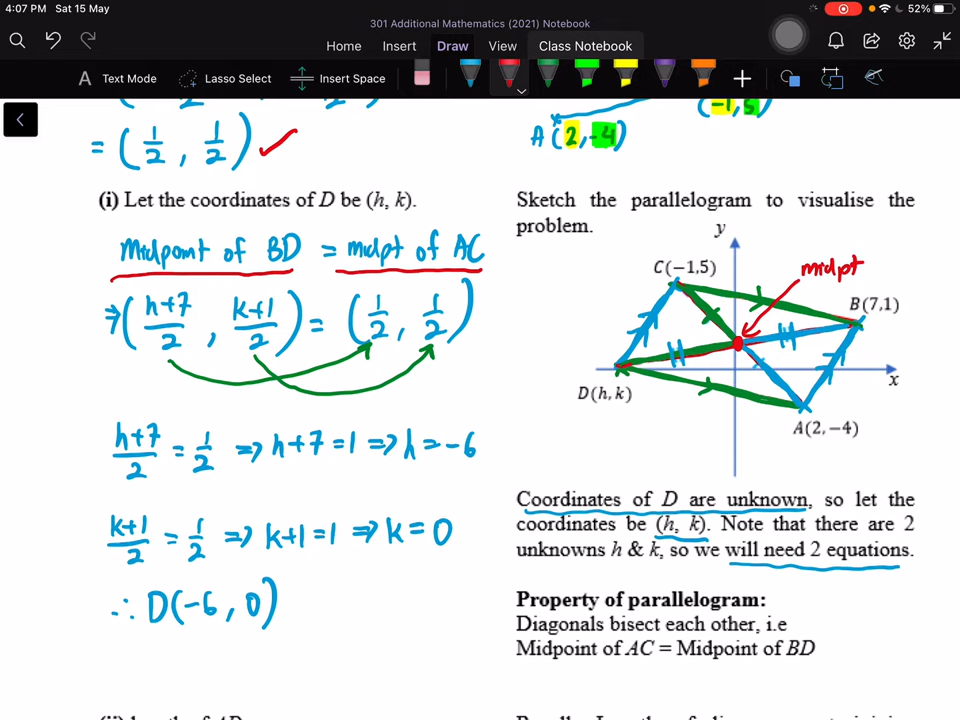 4:07 PM Sat 15 May
52%
301 Additional Mathematics (2021) Notebook
Home Insert Draw View Class Notebook
Text Mode Lasso Select Insert Space
= (1/2, 1/2)
A (2, -4)
(-1, 5)
(i) Let the coordinates of D be (h, k).
Midpoint of BD = midpt of AC
⇒ (h+7/2, k+1/2) = (1/2, 1/2)
h+7/2 = 1/2 ⇒ h+7 = 1 ⇒ h = -6
k+1/2 = 1/2 ⇒ k+1 = 1 ⇒ k = 0
∴ D(-6, 0)
Sketch the parallelogram to visualise the
problem.
y
midpt
C(−1,5)
B(7,1)
x
D(h, k)
A(2,−4)
Coordinates of D are unknown, so let the
coordinates be (h, k). Note that there are 2
unknowns h & k, so we will need 2 equations.
Property of parallelogram:
Diagonals bisect each other, i.e
Midpoint of AC = Midpoint of BD